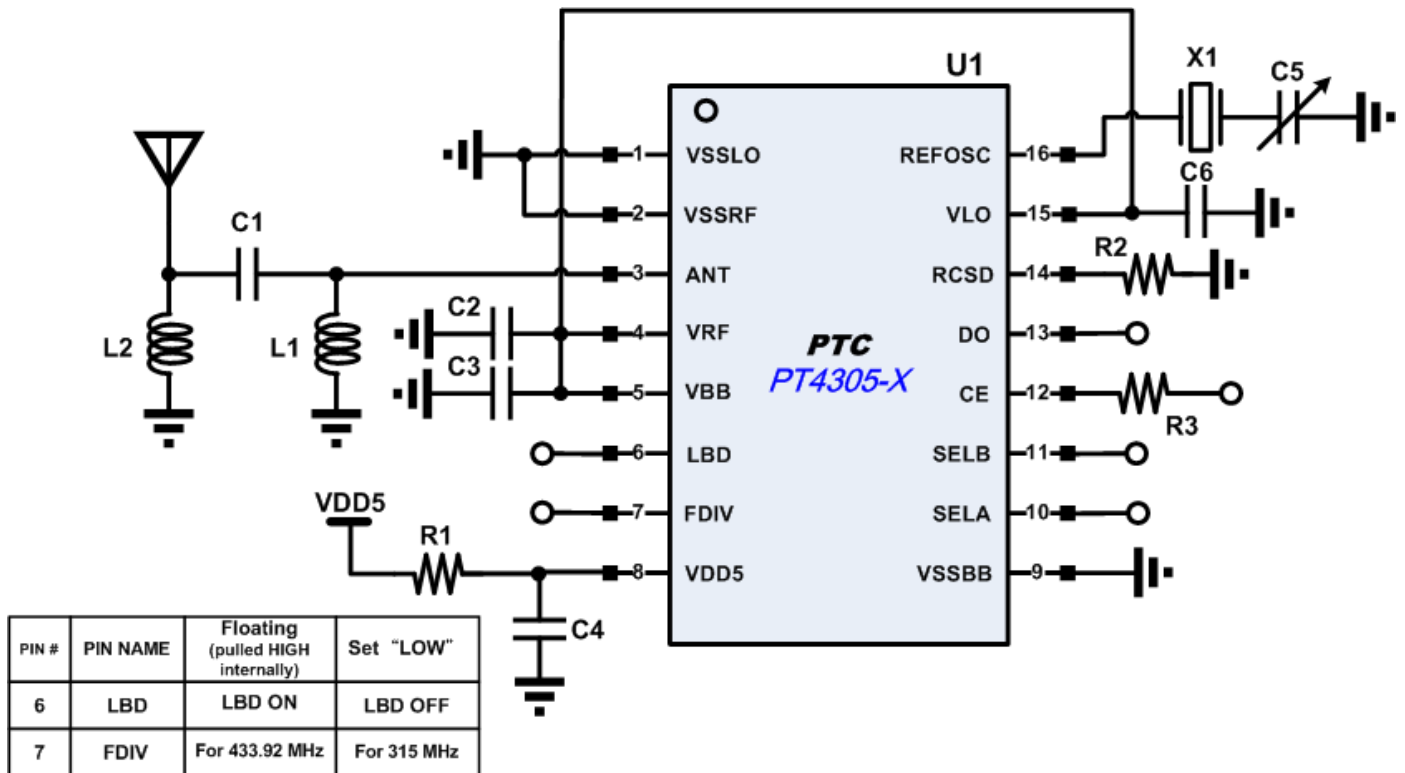 U1
X1
C5
1 VSSLO
REFOSC 16
C6
2 VSSRF
VLO 15
C1
R2
3 ANT
RCSD 14
C2
4 VRF
DO 13
L2
L1
PTC
C3
PT4305-X
5 VBB
CE 12
R3
6 LBD
SELB 11
VDD5
7 FDIV
SELA 10
R1
8 VDD5
VSSBB 9
C4
PIN # PIN NAME Floating (pulled HIGH internally) Set “LOW”
6 LBD LBD ON LBD OFF
7 FDIV For 433.92 MHz For 315 MHz